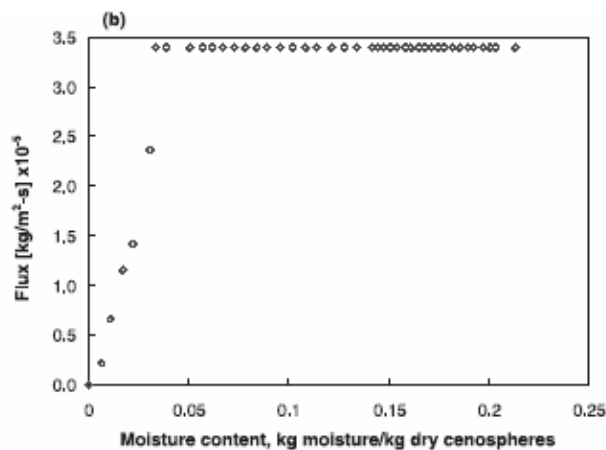 (b)
3.5
3.0
2.5
2.0
1.5
1.0
0.5
0.0
Flux [kg/m²-s] x10⁻⁵
0 0.05 0.1 0.15 0.2 0.25
Moisture content, kg moisture/kg dry cenospheres